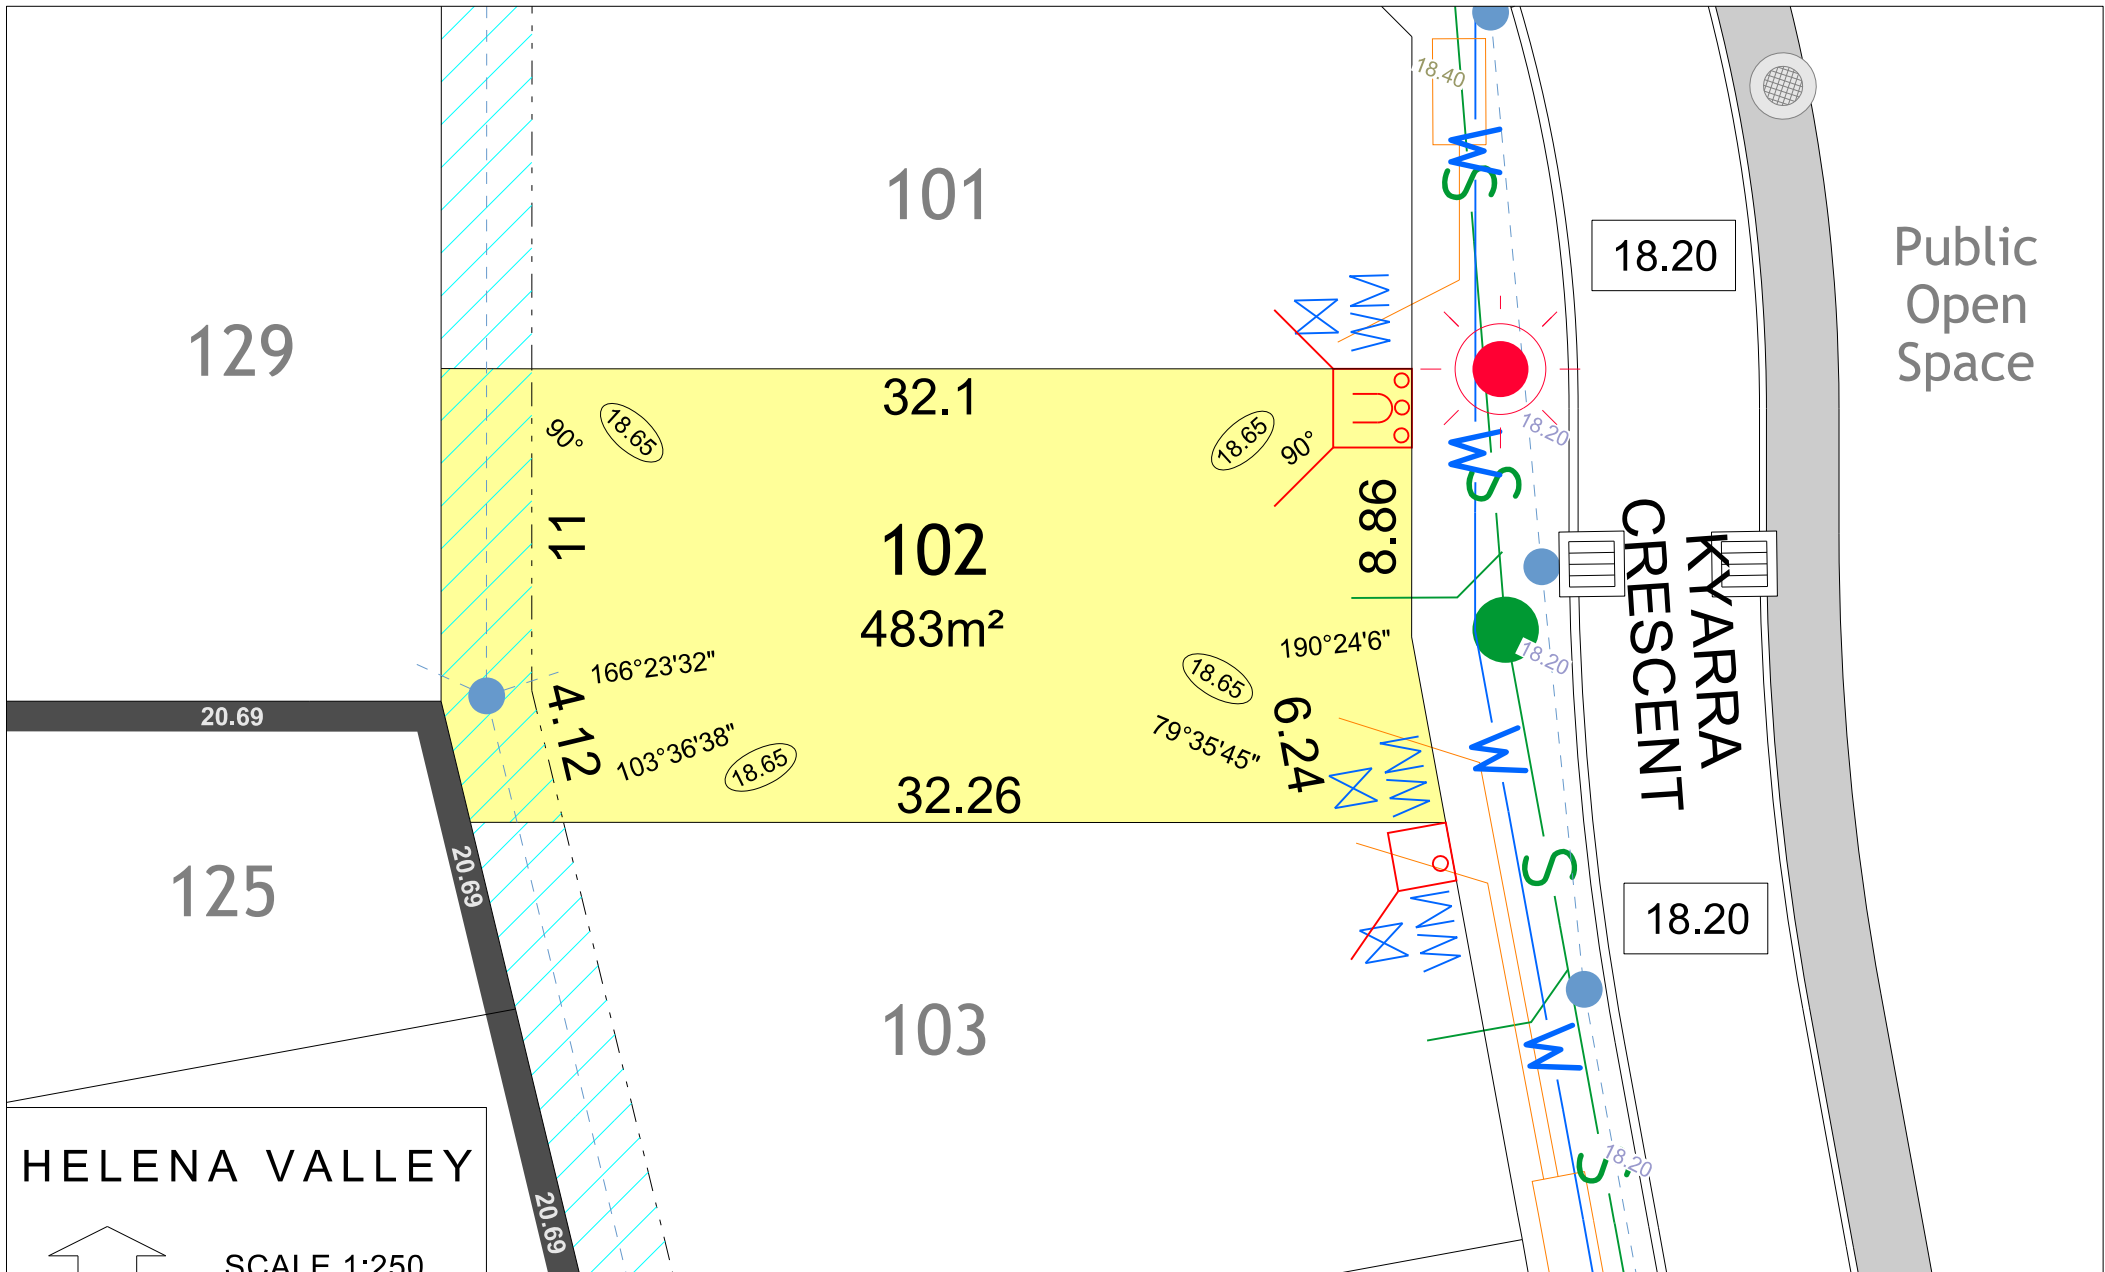 18.40
W
S
101
Public
Open
Space
18.20
WM
129
32.1
90°
18.65
18.65
90°
18.20
W
S
11
102
8.86
483m²
KYARRA
CRESCENT
190°24'6"
18.20
166°23'32"
4.12
18.65
79°35'45"
6.24
103°36'38"
18.65
WM
W
20.69
32.26
S
125
20.69
WM
18.20
103
W
HELENA VALLEY
S
18.20
20.69
SCALE 1:250